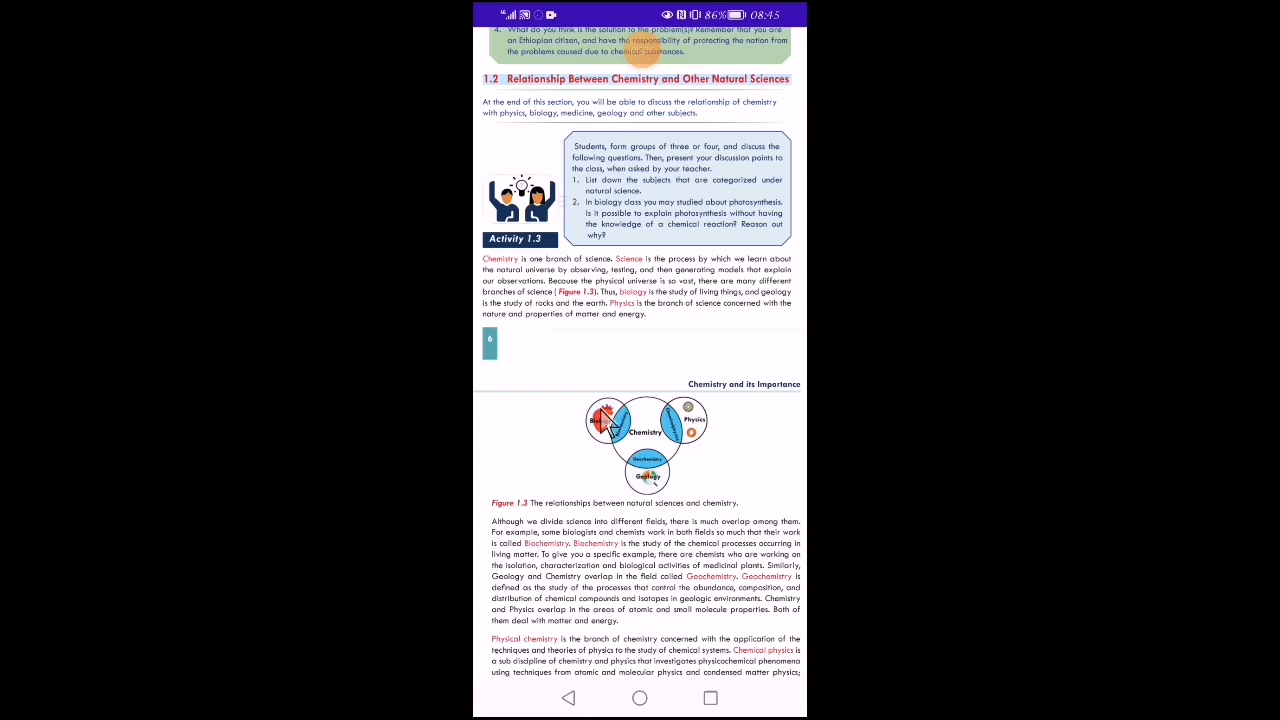 86% 08:45
4. What do you think is the solution to the problem(s)? Remember that you are
an Ethiopian citizen, and have the responsibility of protecting the nation from
the problems caused due to chemical substances.
1.2 Relationship Between Chemistry and Other Natural Sciences
At the end of this section, you will be able to discuss the relationship of chemistry
with physics, biology, medicine, geology and other subjects.
Students, form groups of three or four, and discuss the
following questions. Then, present your discussion points to
the class, when asked by your teacher.
1. List down the subjects that are categorized under
natural science.
2. In biology class you may studied about photosynthesis.
Is it possible to explain photosynthesis without having
the knowledge of a chemical reaction? Reason out
why?
Activity 1.3
Chemistry is one branch of science. Science is the process by which we learn about
the natural universe by observing, testing, and then generating models that explain
our observations. Because the physical universe is so vast, there are many different
branches of science ( Figure 1.3). Thus, biology is the study of living things, and geology
is the study of rocks and the earth. Physics is the branch of science concerned with the
nature and properties of matter and energy.
6
Chemistry and its Importance
Physics
Chemistry
Geochemistry
Geology
Figure 1.3 The relationships between natural sciences and chemistry.
Although we divide science into different fields, there is much overlap among them.
For example, some biologists and chemists work in both fields so much that their work
is called Biochemistry. Biochemistry is the study of the chemical processes occurring in
living matter. To give you a specific example, there are chemists who are working on
the isolation, characterization and biological activities of medicinal plants. Similarly,
Geology and Chemistry overlap in the field called Geochemistry. Geochemistry is
defined as the study of the processes that control the abundance, composition, and
distribution of chemical compounds and isotopes in geologic environments. Chemistry
and Physics overlap in the areas of atomic and small molecule properties. Both of
them deal with matter and energy.
Physical chemistry is the branch of chemistry concerned with the application of the
techniques and theories of physics to the study of chemical systems. Chemical physics is
a sub discipline of chemistry and physics that investigates physicochemical phenomena
using techniques from atomic and molecular physics and condensed matter physics;